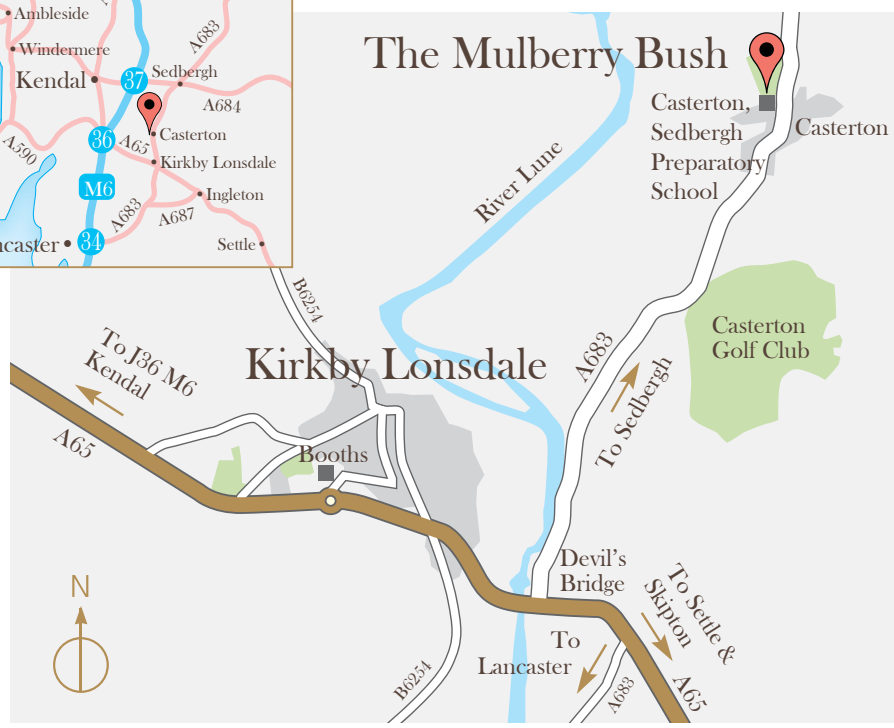 Ambleside
A683
Windermere
Kendal
37
Sedbergh
A684
Casterton
A590
36
A65
Kirkby Lonsdale
M6
Ingleton
A683
A687
ncaster
34
Settle
The Mulberry Bush
Casterton,
Sedbergh
Preparatory
School
Casterton
River Lune
B6254
Casterton
Golf Club
To J36 M6
Kendal
Kirkby Lonsdale
A683
To Sedbergh
A65
Booths
Devil's
Bridge
N
To Settle &
Skipton
To
Lancaster
B6254
A683
A65